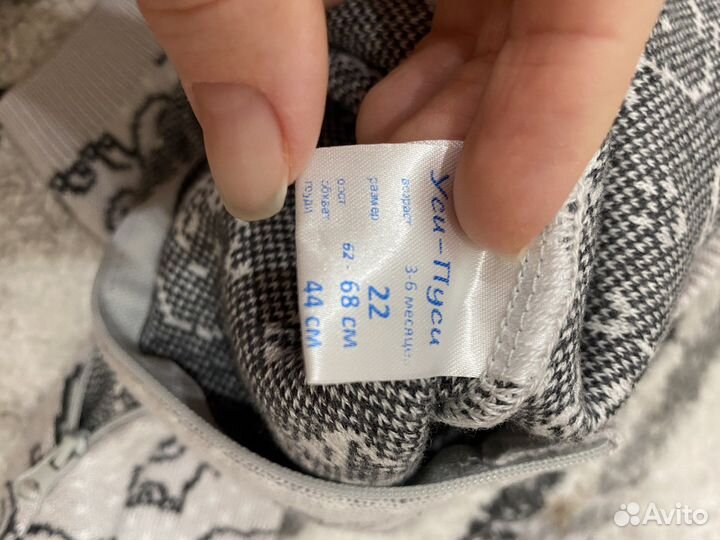 Уси-Пуси
возраст 3-6 месяцев
размер 22
рост 62 - 68 см
обхват груди 44 см
Avito